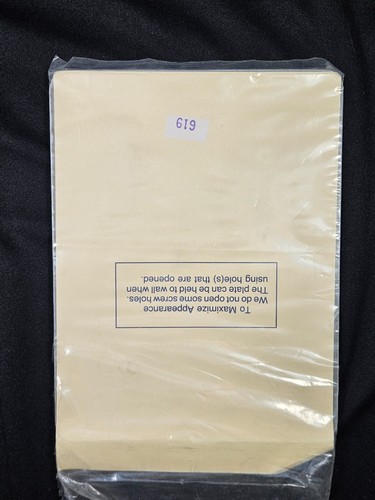 To Maximize Appearance
We do not open some screw holes.
The plate can be held to wall when
using hole(s) that are opened.
619